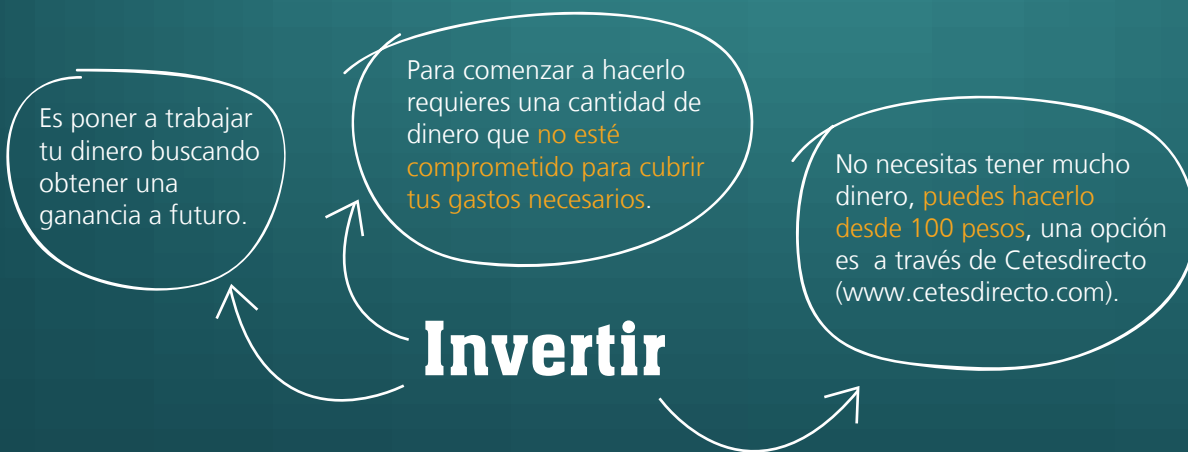 Es poner a trabajar
tu dinero buscando
obtener una
ganancia a futuro.
Para comenzar a hacerlo
requieres una cantidad de
dinero que no esté
comprometido para cubrir
tus gastos necesarios.
No necesitas tener mucho
dinero, puedes hacerlo
desde 100 pesos, una opción
es a través de Cetesdirecto
(www.cetesdirecto.com).
Invertir